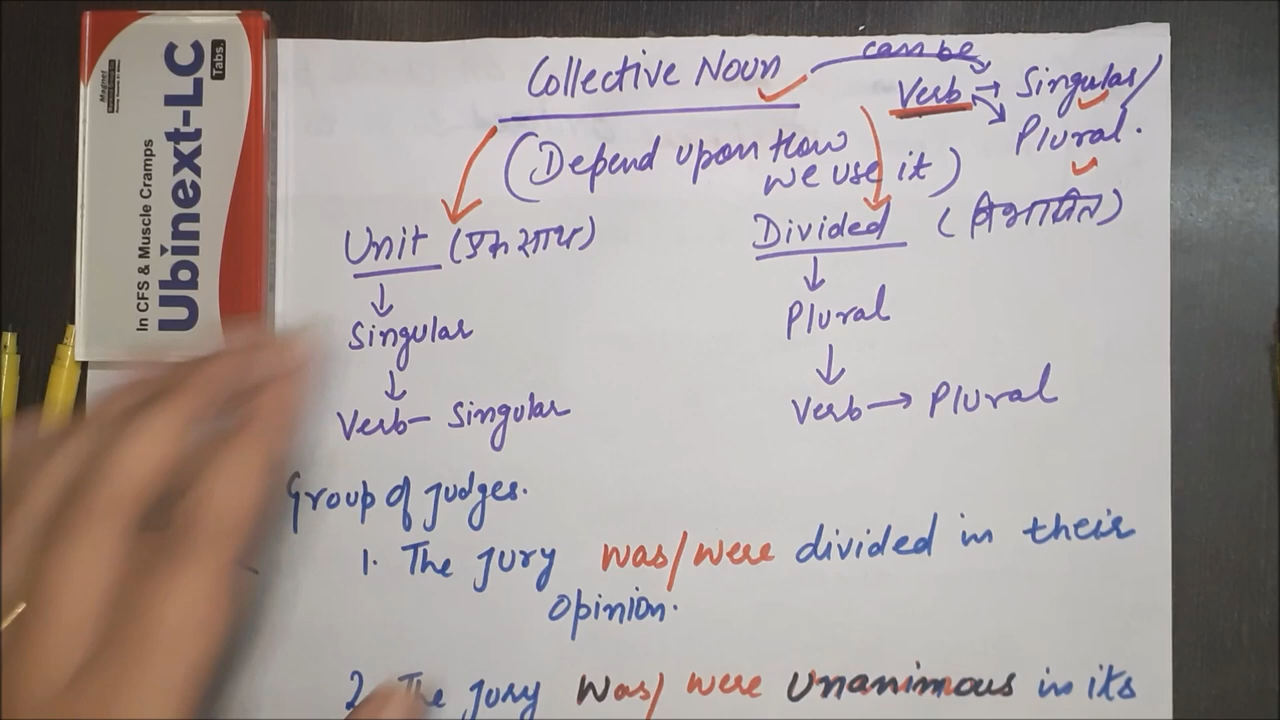 Collective Noun
can be
Verb → Singular/
Plural.
(Depend upon How
we use it)
Unit (एक साथ)
Divided (विभाजित)
Singular
Plural
Verb- Singular
Verb → Plural
Group of judges.
1. The jury was/were divided in their
opinion.
2. The jury was/were unanimous in its
In CFS & Muscle Cramps
Ubinext-LC
Tabs.
Magnet